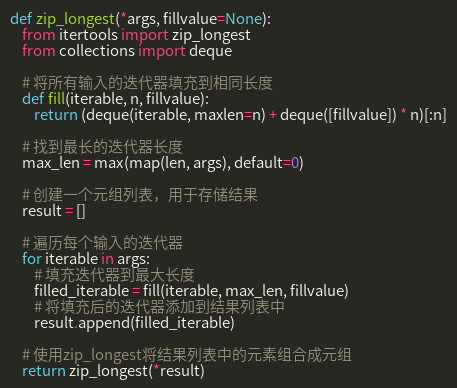 def zip_longest(*args, fillvalue=None):
from itertools import zip_longest
from collections import deque
# 将所有输入的迭代器填充到相同长度
def fill(iterable, n, fillvalue):
return (deque(iterable, maxlen=n) + deque([fillvalue]) * n)[:n]
# 找到最长的迭代器长度
max_len = max(map(len, args), default=0)
# 创建一个元组列表，用于存储结果
result = []
# 遍历每个输入的迭代器
for iterable in args:
# 填充迭代器到最大长度
filled_iterable = fill(iterable, max_len, fillvalue)
# 将填充后的迭代器添加到结果列表中
result.append(filled_iterable)
# 使用zip_longest将结果列表中的元素组合成元组
return zip_longest(*result)